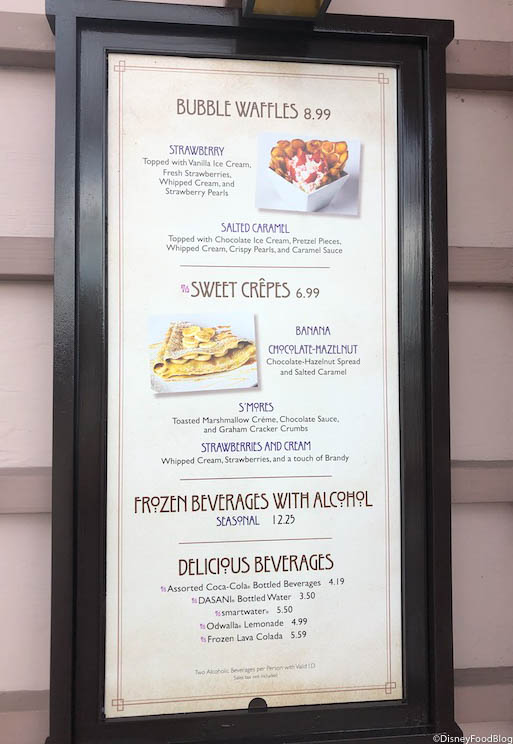 BUBBLE WAFFLES 8.99
STRAWBERRY
Topped with Vanilla Ice Cream,
Fresh Strawberries,
Whipped Cream, and
Strawberry Pearls
SALTED CARAMEL
Topped with Chocolate Ice Cream, Pretzel Pieces,
Whipped Cream, Crispy Pearls, and Caramel Sauce
SWEET CRÊPES 6.99
BANANA
CHOCOLATE-HAZELNUT
Chocolate-Hazelnut Spread
and Salted Caramel
S'MORES
Toasted Marshmallow Créme, Chocolate Sauce,
and Graham Cracker Crumbs
STRAWBERRIES AND CREAM
Whipped Cream, Strawberries, and a touch of Brandy
FROZEN BEVERAGES WITH ALCOHOL
SEASONAL 12.25
DELICIOUS BEVERAGES
Assorted Coca-Cola® Bottled Beverages 4.19
DASANI® Bottled Water 3.50
smartwater® 5.50
Odwalla® Lemonade 4.99
Frozen Lava Colada 5.59
Two Alcoholic Beverages per Person with Valid I.D
Sales tax not included
©DisneyFoodBlog